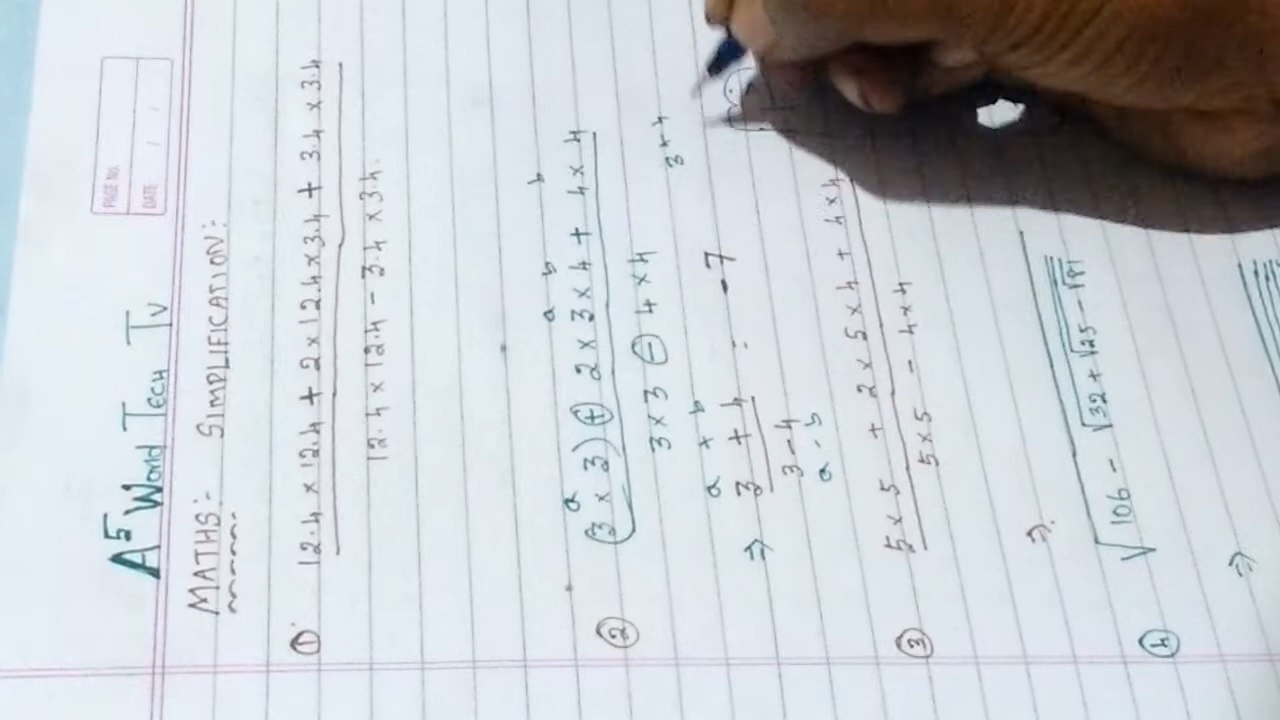 PAGE NO.
DATE / /
A⁵ World Tech Tv
MATHS:- SIMPLIFICATION:-
① 12.4 × 12.4 + 2 × 12.4 × 3.4 + 3.4 × 3.4
12.4 × 12.4 - 3.4 × 3.4.
a a b b
② (3 × 3) + 2 × 3 × 4 + 4 × 4
3 × 3 - 4 × 4
3+4
a + b
⇒ 3 + 4 : -7
3-4
a - b
③ 5×5 + 2 × 5 × 4 + 4×4
5×5 - 4×4
⇒
④ √106 - √32 + √25 - √81
⇒